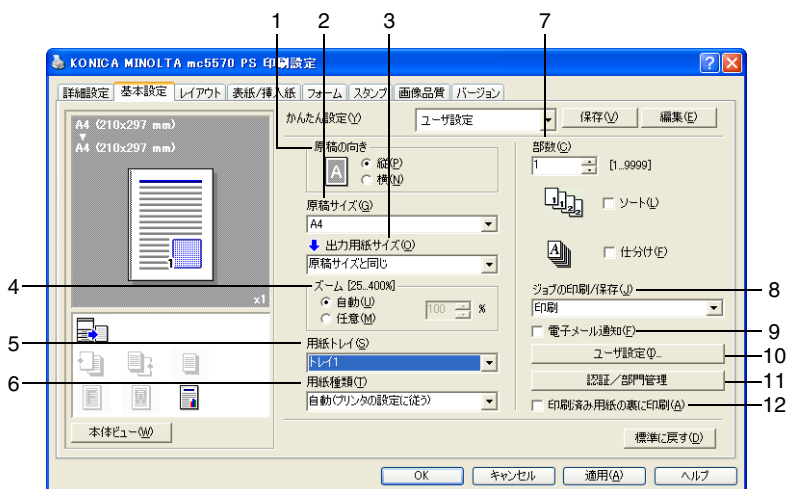 1 2 3 7
KONICA MINOLTA mc5570 PS 印刷設定
詳細設定 基本設定 レイアウト 表紙/挿入紙 フォーム スタンプ 画像品質 バージョン
A4 (210x297 mm)
A4 (210x297 mm)
1
x1
本体ビュー(W)
かんたん設定(Y) ユーザ設定 保存(V) 編集(E)
原稿の向き
A 縦(P)
横(N)
原稿サイズ(G)
A4
出力用紙サイズ(O)
原稿サイズと同じ
4 ズーム [25...400%]
自動(U)
任意(M) 100 %
5 用紙トレイ(S)
トレイ1
6 用紙種類(T)
自動(プリンタの設定に従う)
部数(C)
1 [1...9999]
1 1 2 2 ソート(L)
A 仕分け(F)
ジョブの印刷/保存(J) 8
印刷
電子メール通知(F) 9
ユーザ設定(I)... 10
認証/部門管理 11
印刷済み用紙の裏に印刷(A) 12
標準に戻す(D)
OK キャンセル 適用(A) ヘルプ